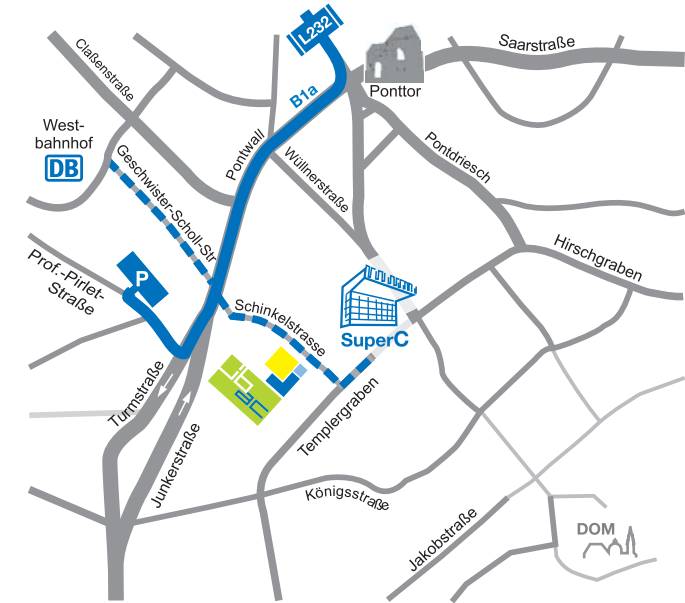 L232
Saarstraße
Claßenstraße
B1a
Ponttor
West-
bahnhof
DB
Geschwister-Scholl-Str
Pontwall
Wüllnerstraße
Pontdriesch
Hirschgraben
Prof.-Pirlet-
Straße
P
Schinkelstrasse
SuperC
ibac
Turmstraße
Templergraben
Junkerstraße
Königsstraße
Jakobstraße
DOM